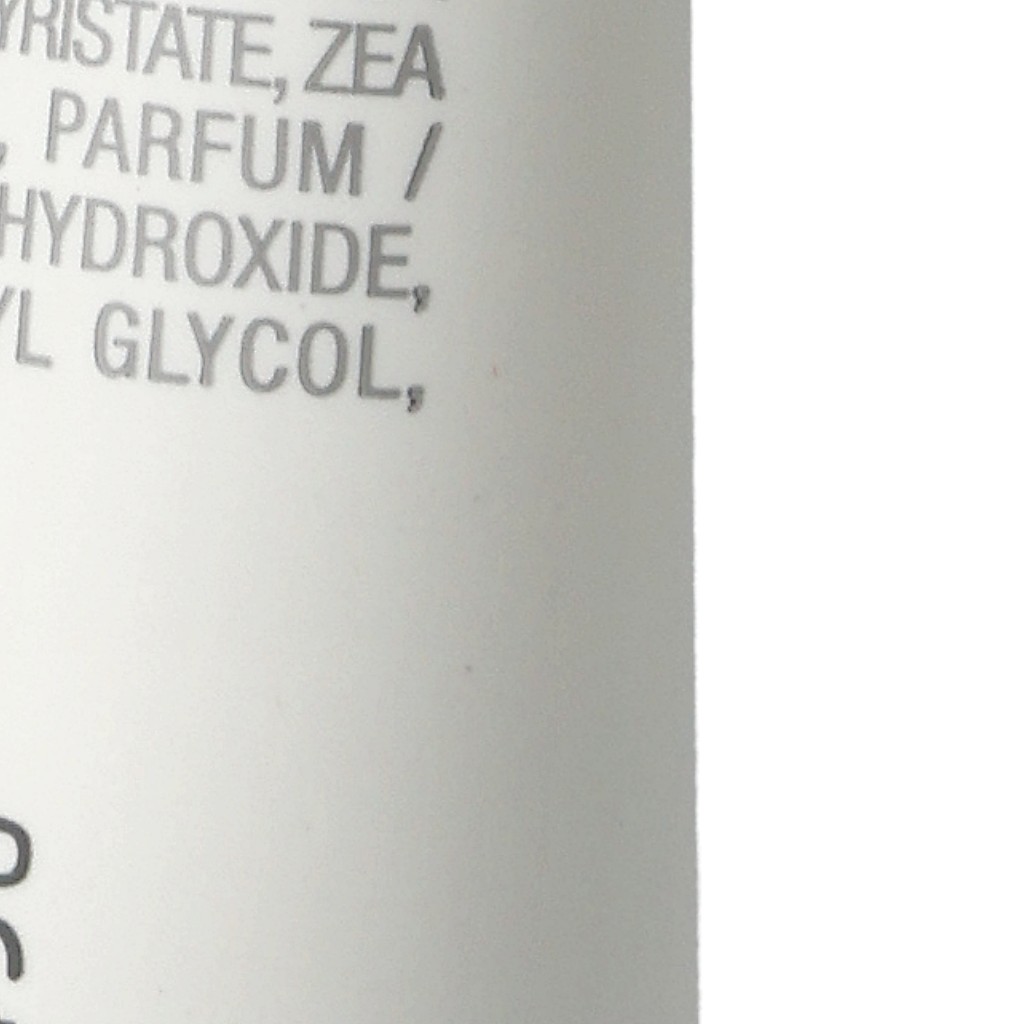 YRISTATE, ZEA
, PARFUM /
HYDROXIDE,
YL GLYCOL,